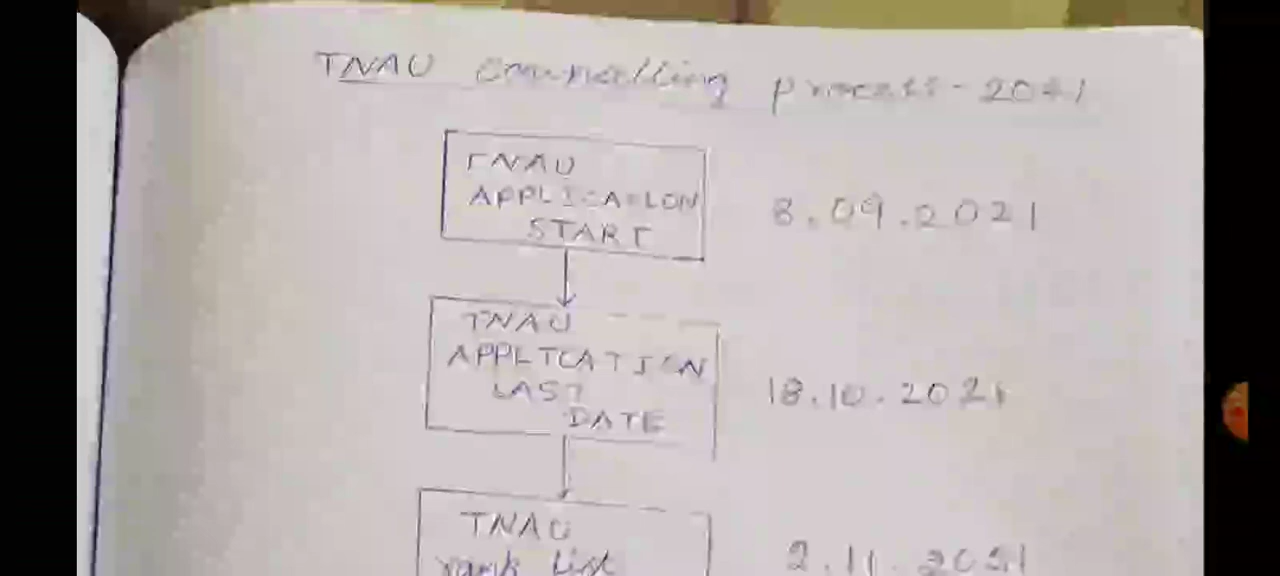 TNAU counselling process - 2021
TNAU
APPLICATION
START
8.09.2021
TNAU
APPLICATION
LAST
DATE
18.10.2021
TNAU
rank list
2.11.2021